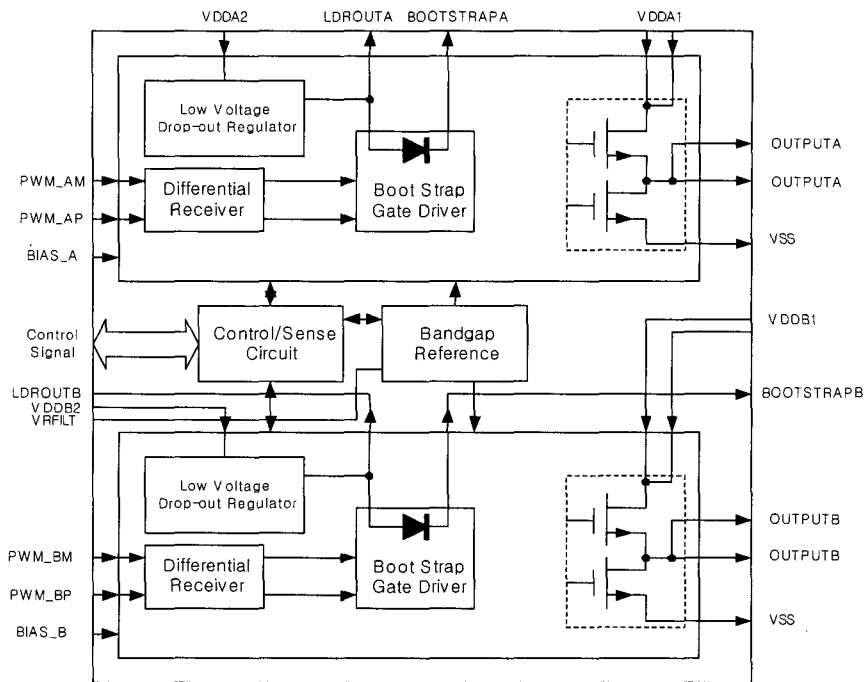 VDDA2 LDROUTA BOOTSTRAPA VDDA1
Low Voltage
Drop-out Regulator
OUTPUTA
PWM_AM
Differential
Receiver
Boot Strap
Gate Driver
OUTPUTA
PWM_AP
VSS
BIAS_A
Control
Signal
Control/Sense
Circuit
Bandgap
Reference
VDDB1
LDROUTB
VDDB2
VRFILT
BOOTSTRAPB
Low Voltage
Drop-out Regulator
OUTPUTB
PWM_BM
Differential
Receiver
Boot Strap
Gate Driver
OUTPUTB
PWM_BP
VSS
BIAS_B